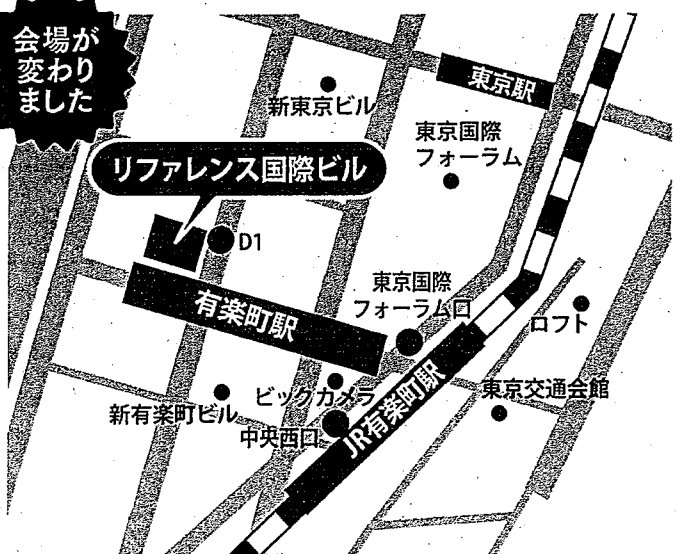 会場が
変わり
ました
東京駅
新東京ビル
東京国際
フォーラム
リファレンス国際ビル
D1
有楽町駅
東京国際
フォーラム口
ロフト
ビックカメラ
新有楽町ビル
中央西口
JR有楽町駅
東京交通会館